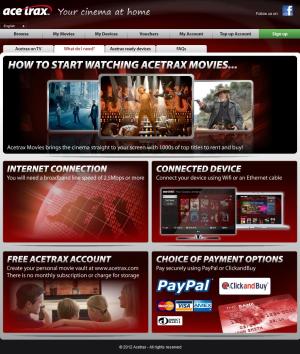 acetrax. Your cinema at home
Follow us on:
English
Browse My Movies My Devices Vouchers My Account Top up Account Sign up
Acetrax on TV What do I need? Acetrax ready devices FAQs
HOW TO START WATCHING ACETRAX MOVIES...
Acetrax Movies brings the cinema straight to your screen with 1000s of top titles to rent and buy!
INTERNET CONNECTION
You will need a broadband line speed of 2.5Mbps or more
CONNECTED DEVICE
Connect your device using Wifi or an Ethernet cable
FREE ACETRAX ACCOUNT
Create your personal movie vault at www.acetrax.com
There is no monthly subscription or charge for storage
CHOICE OF PAYMENT OPTIONS
Pay securely using PayPal or ClickandBuy
PayPal ClickandBuy
VISA
© 2012 Acetrax - All rights reserved